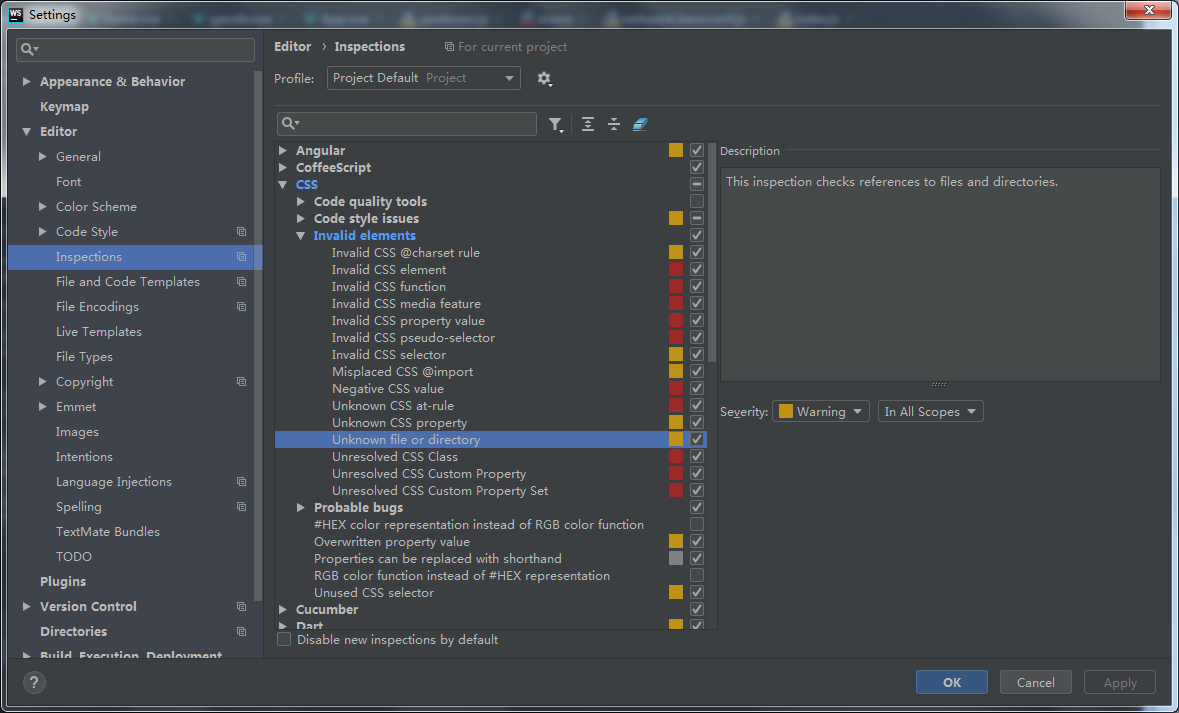 WS Settings
Appearance & Behavior
Keymap
Editor
General
Font
Color Scheme
Code Style
Inspections
File and Code Templates
File Encodings
Live Templates
File Types
Copyright
Emmet
Images
Intentions
Language Injections
Spelling
TextMate Bundles
TODO
Plugins
Version Control
Directories
Build, Execution, Deployment
Editor › Inspections For current project
Profile: Project Default Project
Angular
CoffeeScript
CSS
Code quality tools
Code style issues
Invalid elements
Invalid CSS @charset rule
Invalid CSS element
Invalid CSS function
Invalid CSS media feature
Invalid CSS property value
Invalid CSS pseudo-selector
Invalid CSS selector
Misplaced CSS @import
Negative CSS value
Unknown CSS at-rule
Unknown CSS property
Unknown file or directory
Unresolved CSS Class
Unresolved CSS Custom Property
Unresolved CSS Custom Property Set
Probable bugs
#HEX color representation instead of RGB color function
Overwritten property value
Properties can be replaced with shorthand
RGB color function instead of #HEX representation
Unused CSS selector
Cucumber
Dart
Disable new inspections by default
Description
This inspection checks references to files and directories.
Severity: Warning In All Scopes
?
OK Cancel Apply